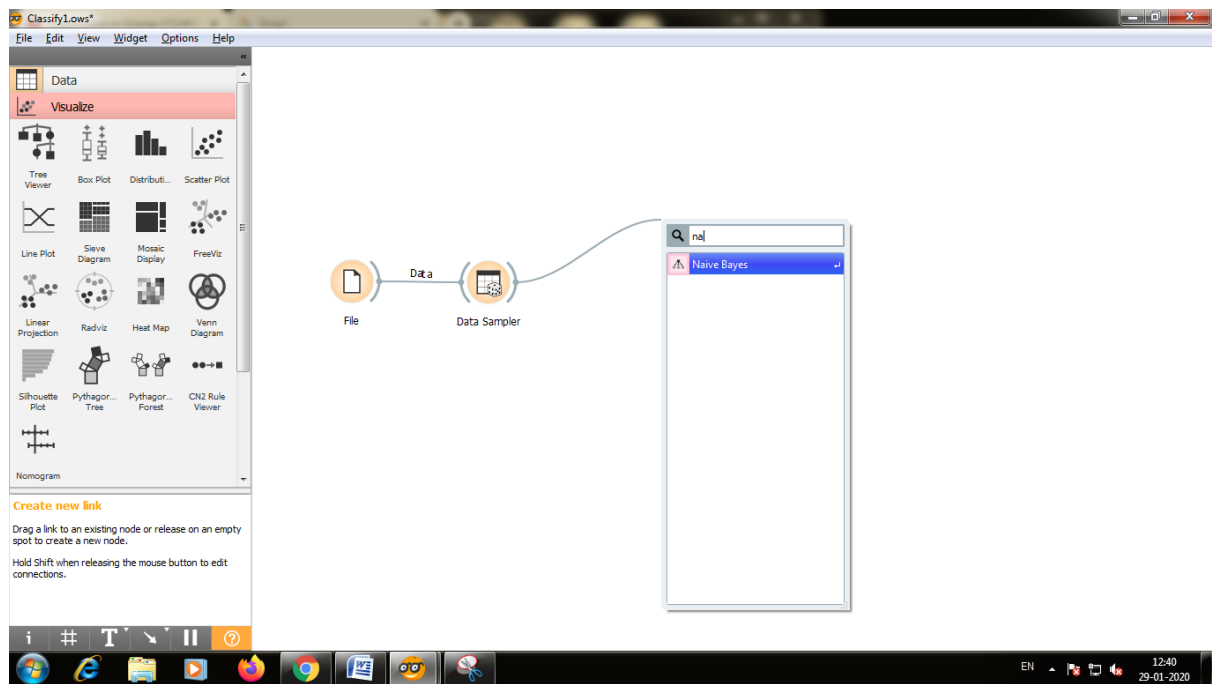 Classify1.ows*
File Edit View Widget Options Help
Data
Visualize
Tree
Viewer
Box Plot
Distributi...
Scatter Plot
Line Plot
Sieve
Diagram
Mosaic
Display
FreeViz
Linear
Projection
Radviz
Heat Map
Venn
Diagram
Silhouette
Plot
Pythagor...
Tree
Pythagor...
Forest
CN2 Rule
Viewer
Nomogram
Create new link
Drag a link to an existing node or release on an empty
spot to create a new node.
Hold Shift when releasing the mouse button to edit
connections.
File
Data
Data Sampler
na
Naive Bayes
EN
12:40
29-01-2020